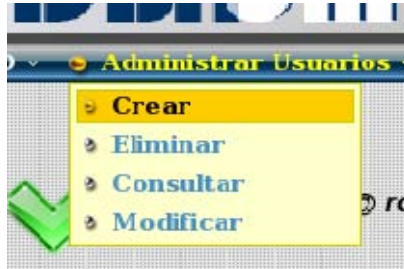 Administrar Usuarios
Crear
Eliminar
Consultar
Modificar